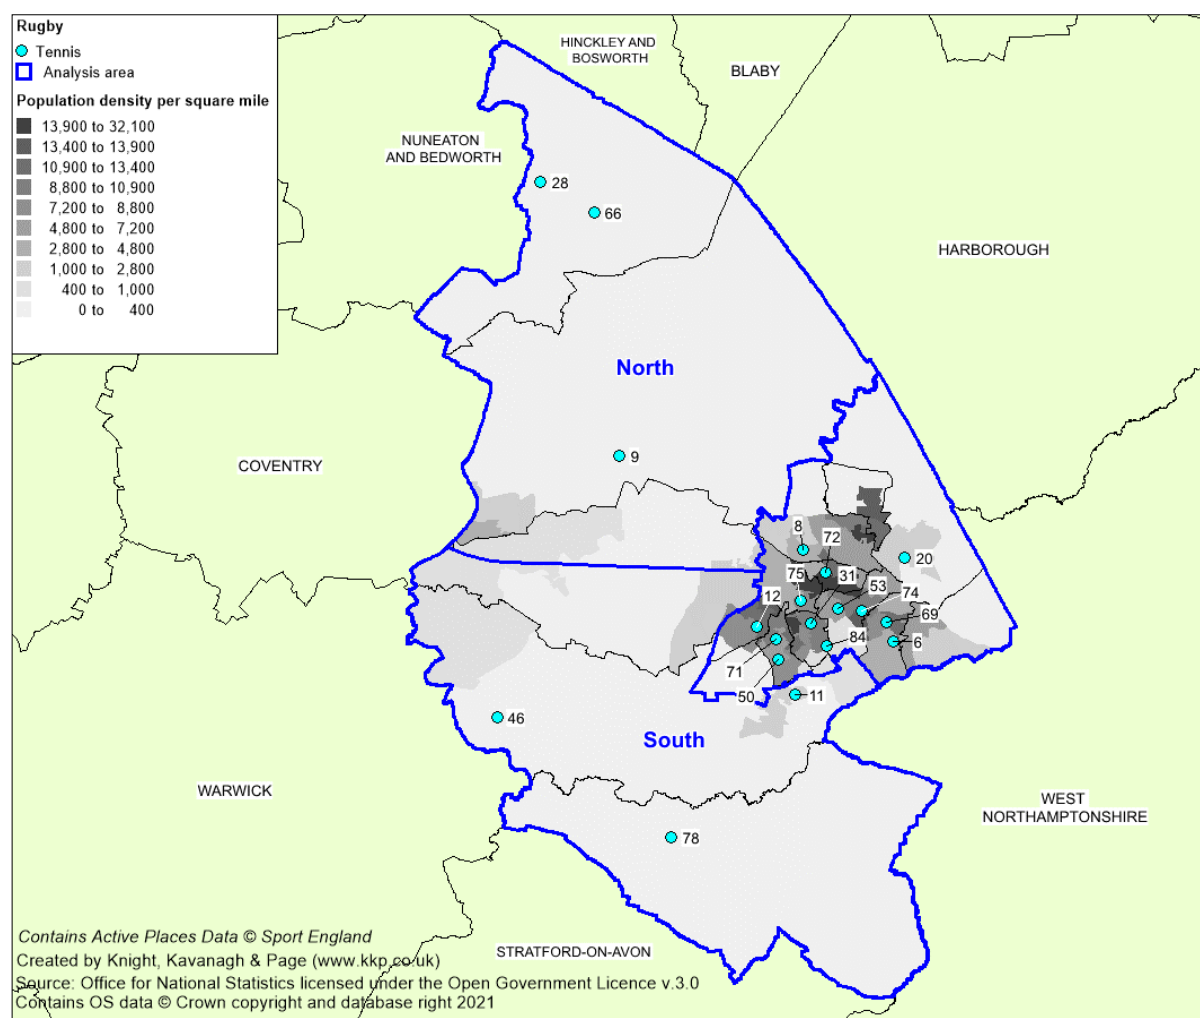 Rugby
Tennis
Analysis area
Population density per square mile
13,900 to 32,100
13,400 to 13,900
10,900 to 13,400
8,800 to 10,900
7,200 to 8,800
4,800 to 7,200
2,800 to 4,800
1,000 to 2,800
400 to 1,000
0 to 400
HINCKLEY AND
BOSWORTH
BLABY
NUNEATON
AND BEDWORTH
28
66
HARBOROUGH
North
9
COVENTRY
8
72
20
75
31
53
74
12
69
84
6
71
50
11
46
South
WARWICK
WEST
NORTHAMPTONSHIRE
78
STRATFORD-ON-AVON
Contains Active Places Data © Sport England
Created by Knight, Kavanagh & Page (www.kkp.co.uk)
Source: Office for National Statistics licensed under the Open Government Licence v.3.0
Contains OS data © Crown copyright and database right 2021